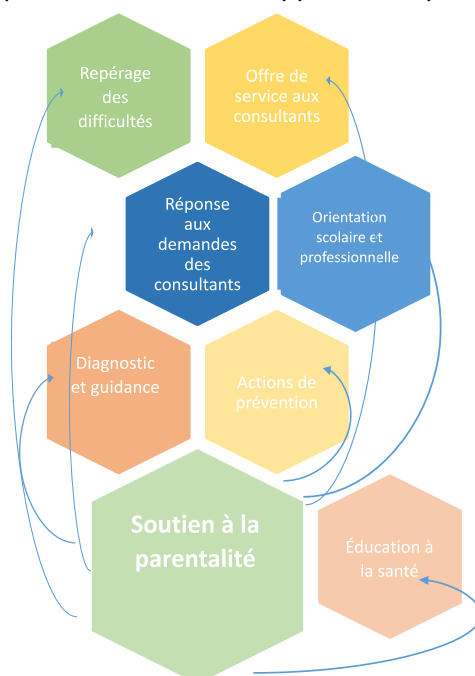 Repérage
des
difficultés
Offre de
service aux
consultants
Réponse
aux
demandes
des
consultants
Orientation
scolaire et
professionnelle
Diagnostic
et guidance
Actions de
prévention
Soutien à la
parentalité
Éducation à
la santé